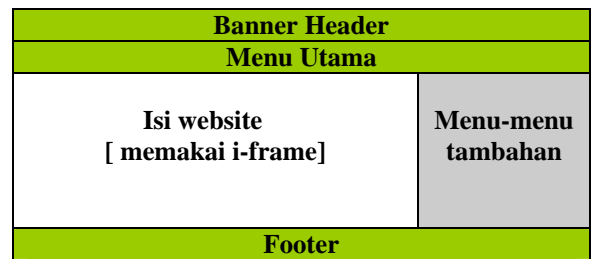 Banner Header
Menu Utama
Isi website
[ memakai i-frame]
Menu-menu
tambahan
Footer